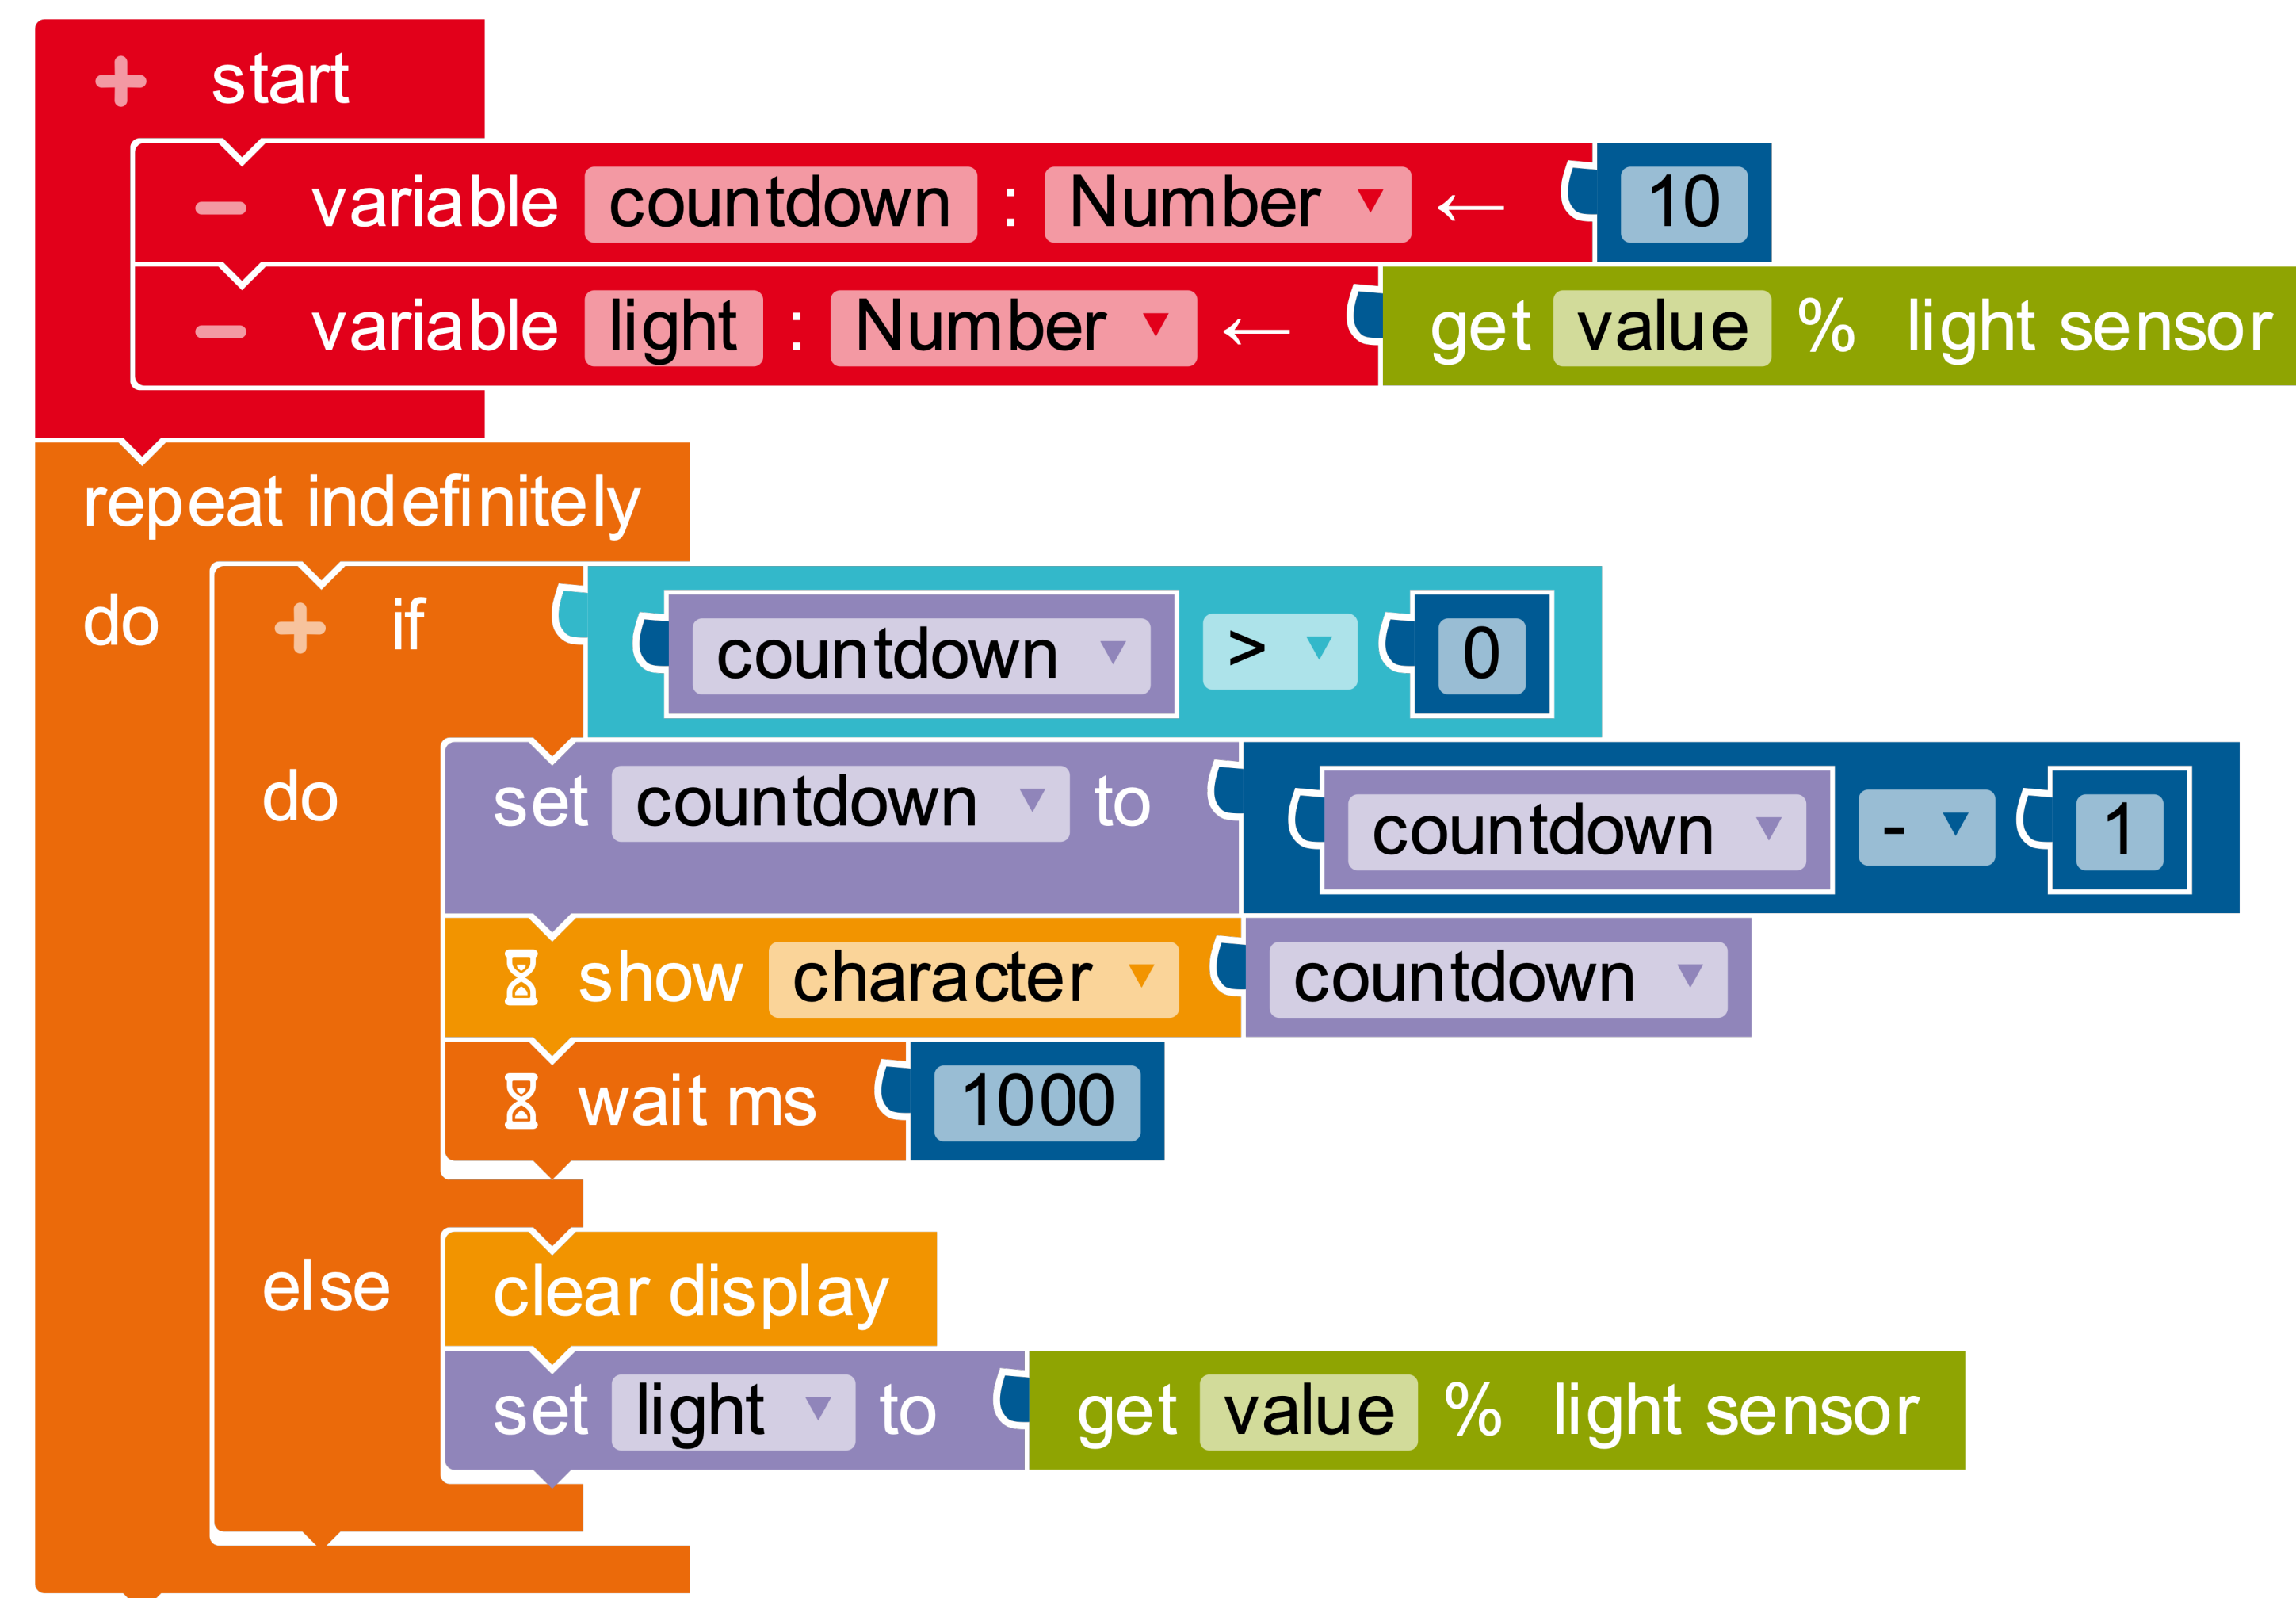 start
variable countdown : Number ← 10
variable light : Number ← get value % light sensor
repeat indefinitely
do if countdown > 0
do set countdown to countdown - 1
show character countdown
wait ms 1000
else clear display
set light to get value % light sensor